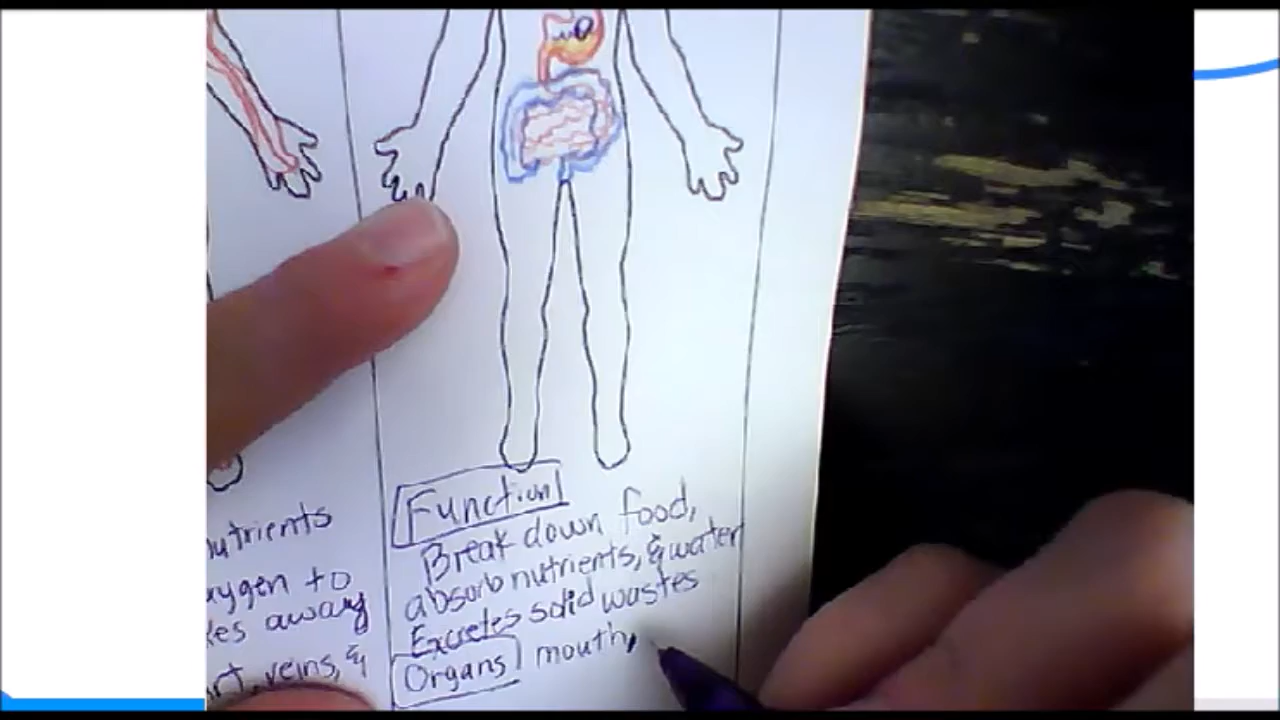 utrients
ygen to
es away
rt, veins, &
Function
Break down food,
absorb nutrients, & water
Excretes solid wastes
Organs mouth,